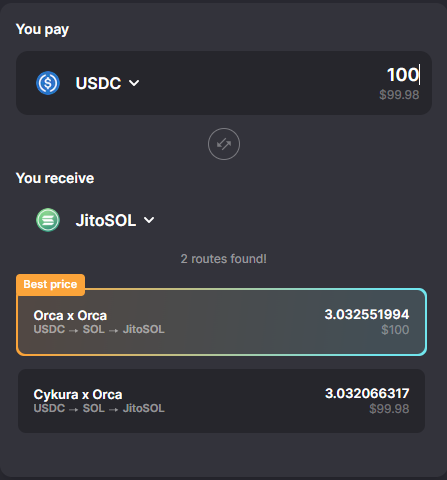 You pay
USDC 100
$99.98
You receive
JitoSOL
2 routes found!
Best price
Orca x Orca 3.032551994
USDC → SOL → JitoSOL $100
Cykura x Orca 3.032066317
USDC → SOL → JitoSOL $99.98